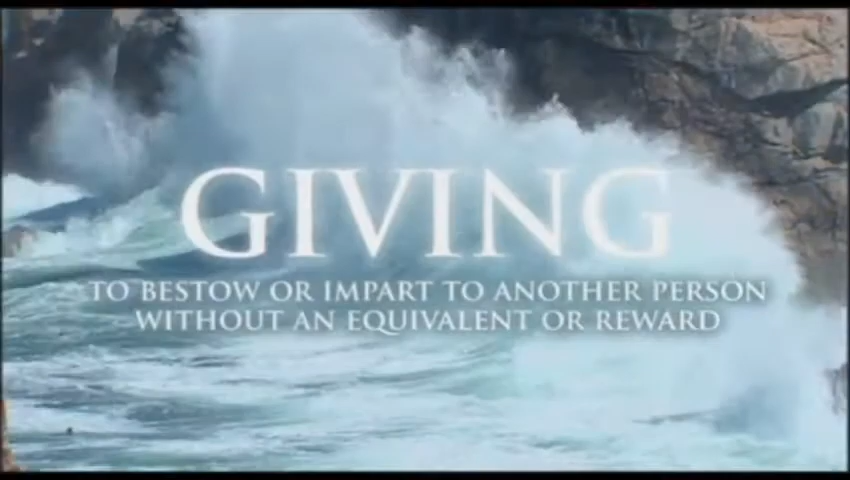 GIVING
TO BESTOW OR IMPART TO ANOTHER PERSON
WITHOUT AN EQUIVALENT OR REWARD